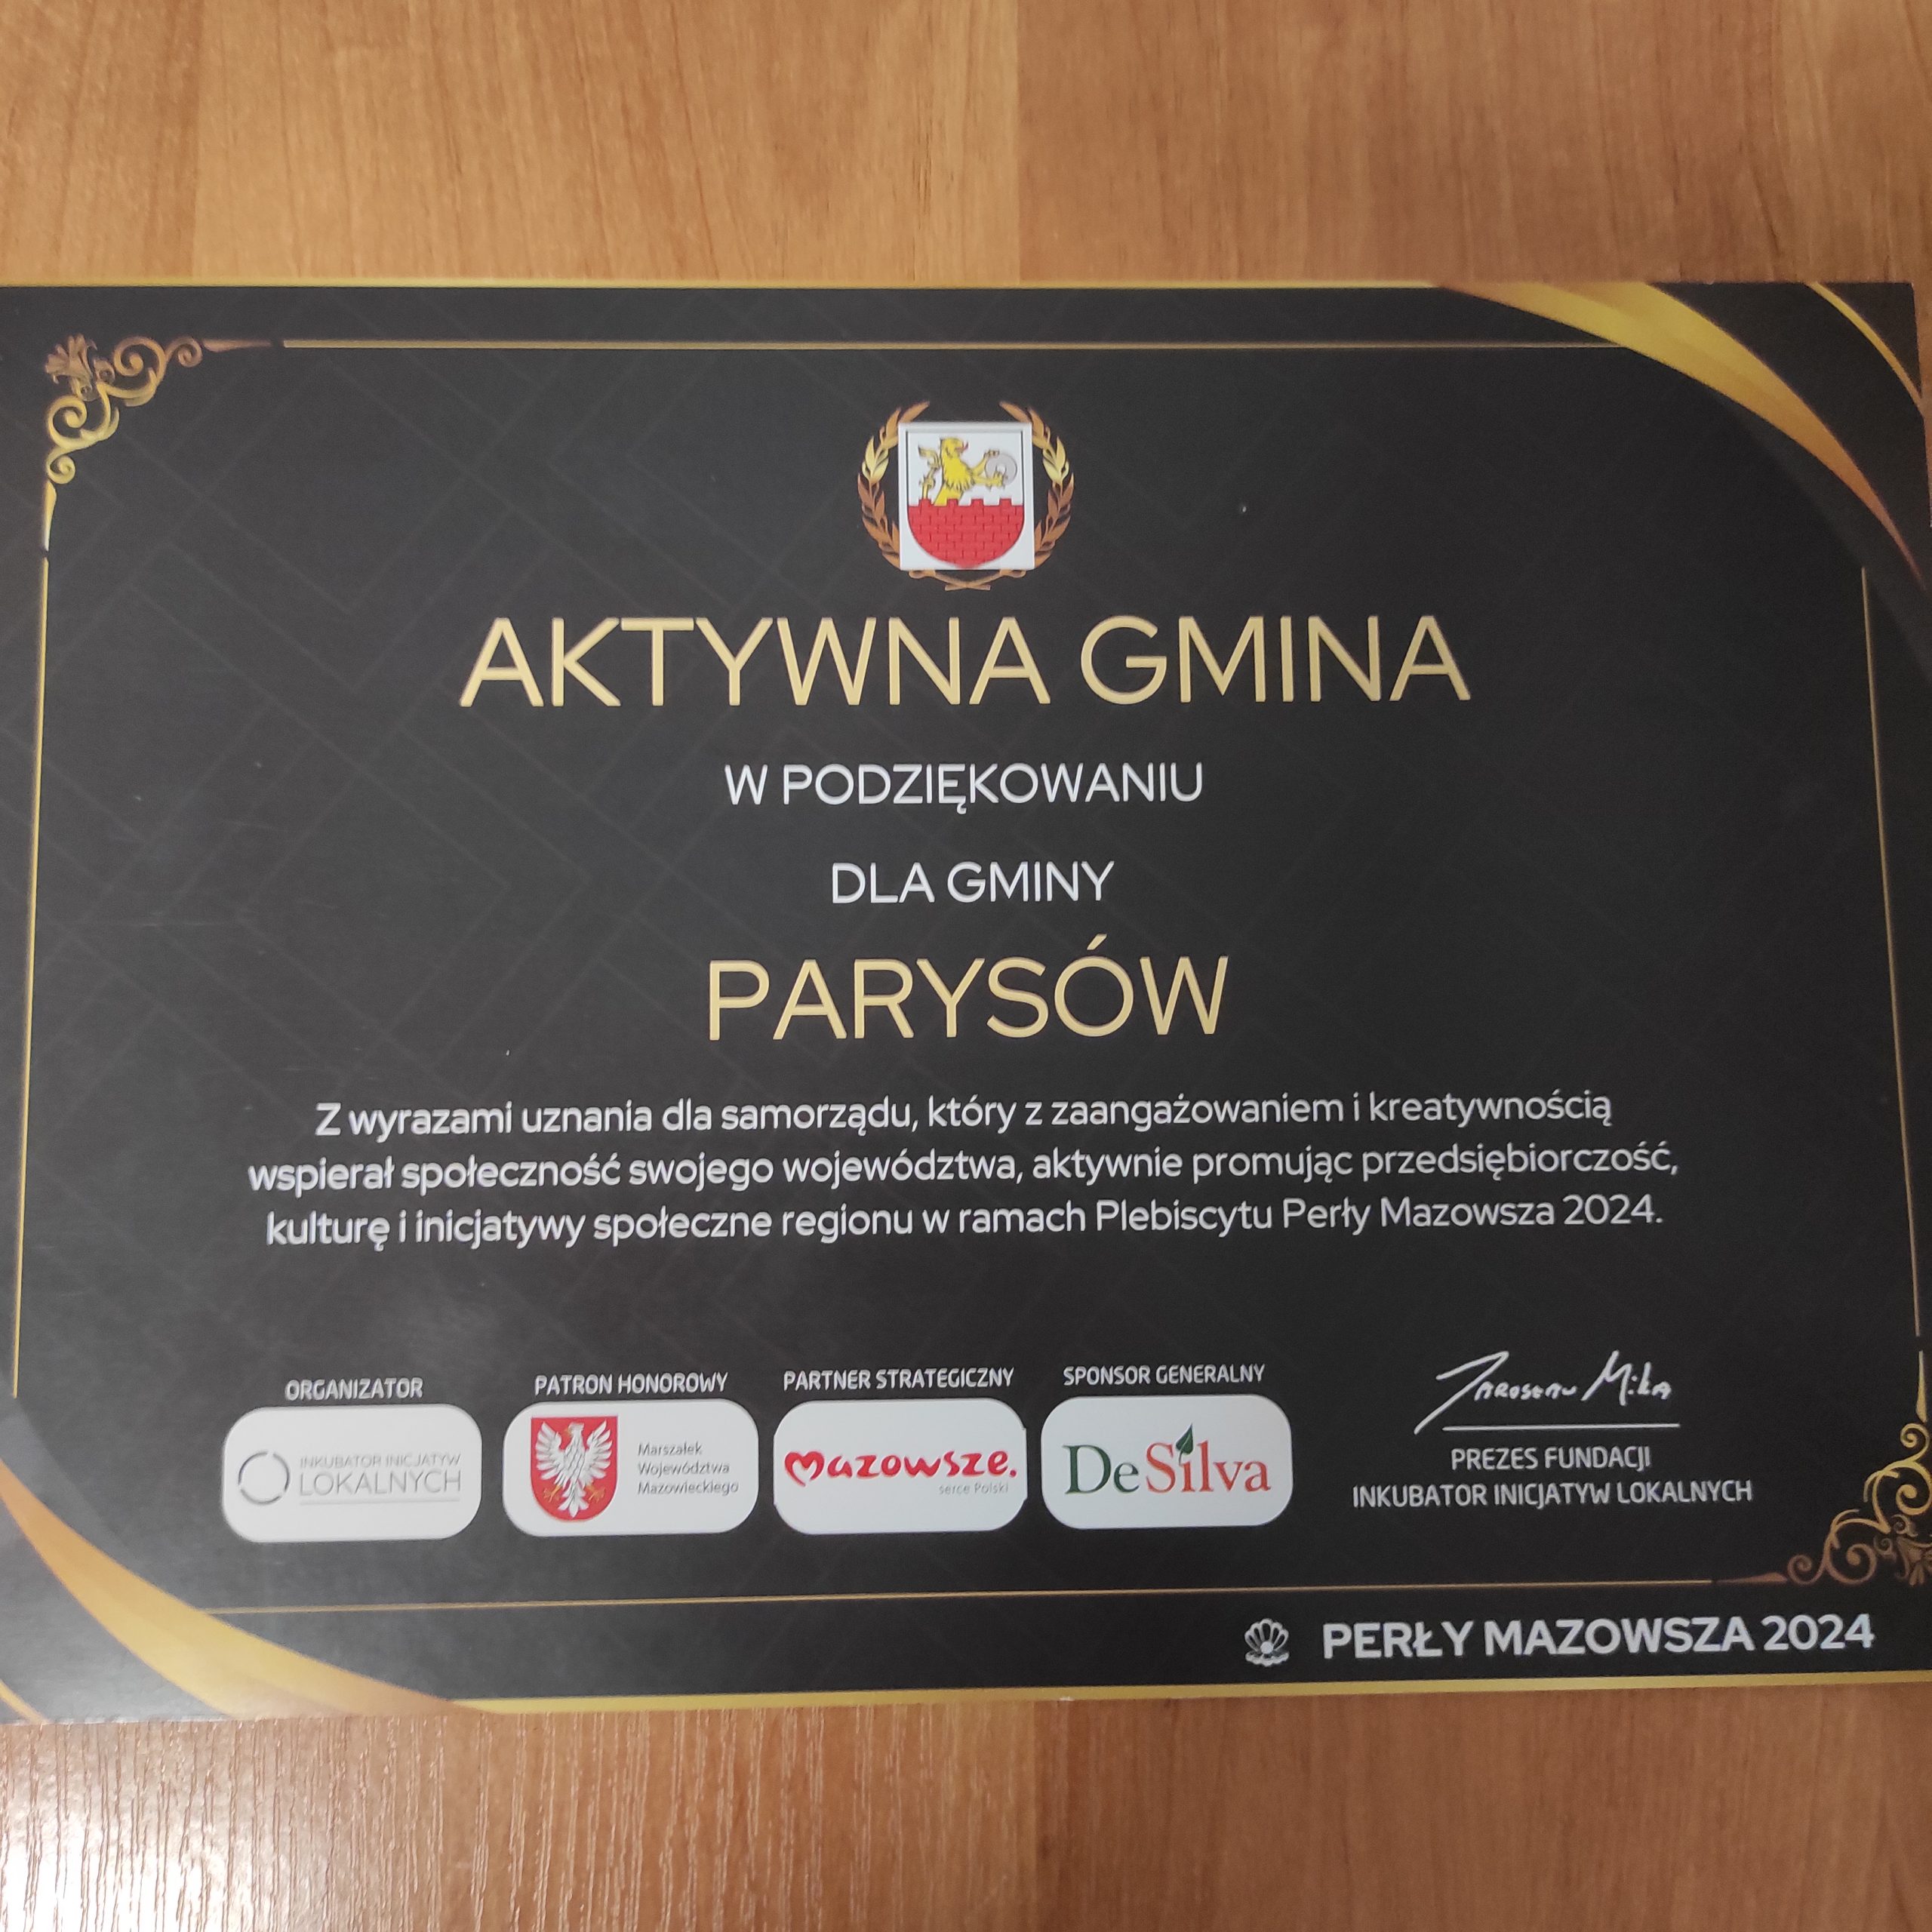 AKTYWNA GMINA
W PODZIĘKOWANIU
DLA GMINY
PARYSÓW
Z wyrazami uznania dla samorządu, który z zaangażowaniem i kreatywnością
wspierał społeczność swojego województwa, aktywnie promując przedsiębiorczość,
kulturę i inicjatywy społeczne regionu w ramach Plebiscytu Perły Mazowsza 2024.
ORGANIZATOR
INKUBATOR INICJATYW
LOKALNYCH
PATRON HONOROWY
Marszałek
Województwa
Mazowieckiego
PARTNER STRATEGICZNY
mazowsze.
serce Polski
SPONSOR GENERALNY
DeSilva
Jarosław Mika
PREZES FUNDACJI
INKUBATOR INICJATYW LOKALNYCH
PERŁY MAZOWSZA 2024